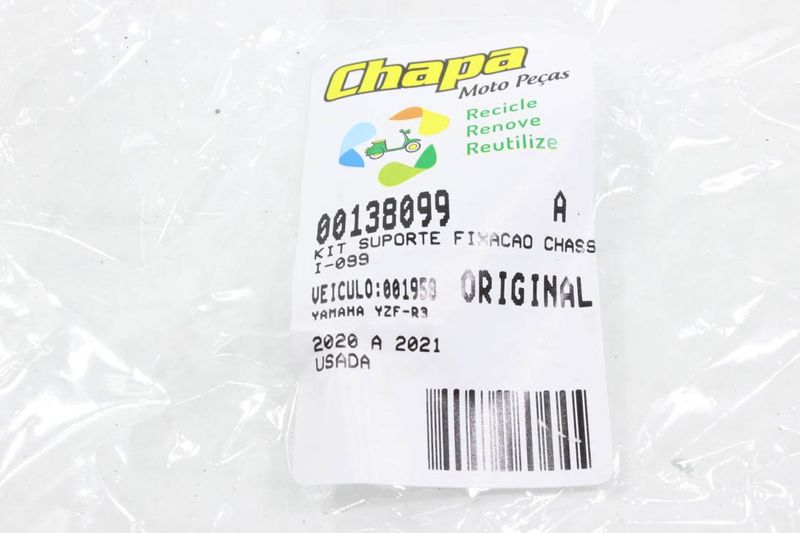 Chapa
Moto Peças
Recicle
Renove
Reutilize
00138099 A
KIT SUPORTE FIXACAO CHASS
I-099
VEICULO:001959 ORIGINAL
YAMAHA YZF-R3
2020 A 2021
USADA